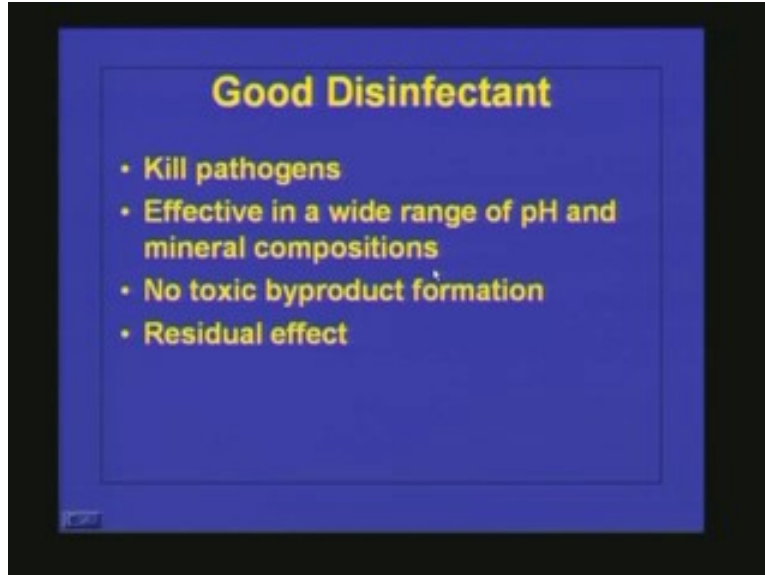 Good Disinfectant
• Kill pathogens
• Effective in a wide range of pH and
mineral compositions
• No toxic byproduct formation
• Residual effect